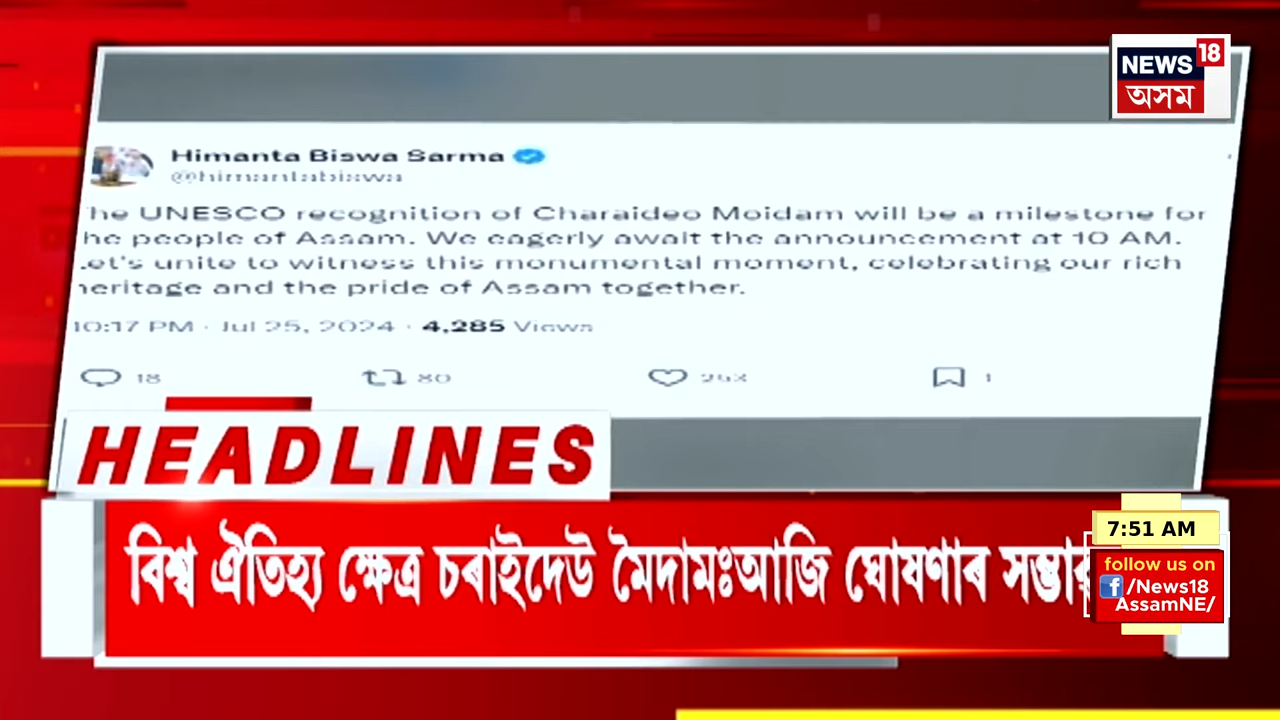 NEWS 18
অসম
Himanta Biswa Sarma
@himantabiswa
he UNESCO recognition of Charaideo Moidam will be a milestone for
he people of Assam. We eagerly await the announcement at 10 AM.
et's unite to witness this monumental moment, celebrating our rich
heritage and the pride of Assam together.
10:17 PM · Jul 25, 2024 · 4,285 Views
18 80 253 1
HEADLINES
বিশ্ব ঐতিহ্য ক্ষেত্ৰ চৰাইদেউ মৈদামঃআজি ঘোষণাৰ
7:51 AM
follow us on
/News18
AssamNE/